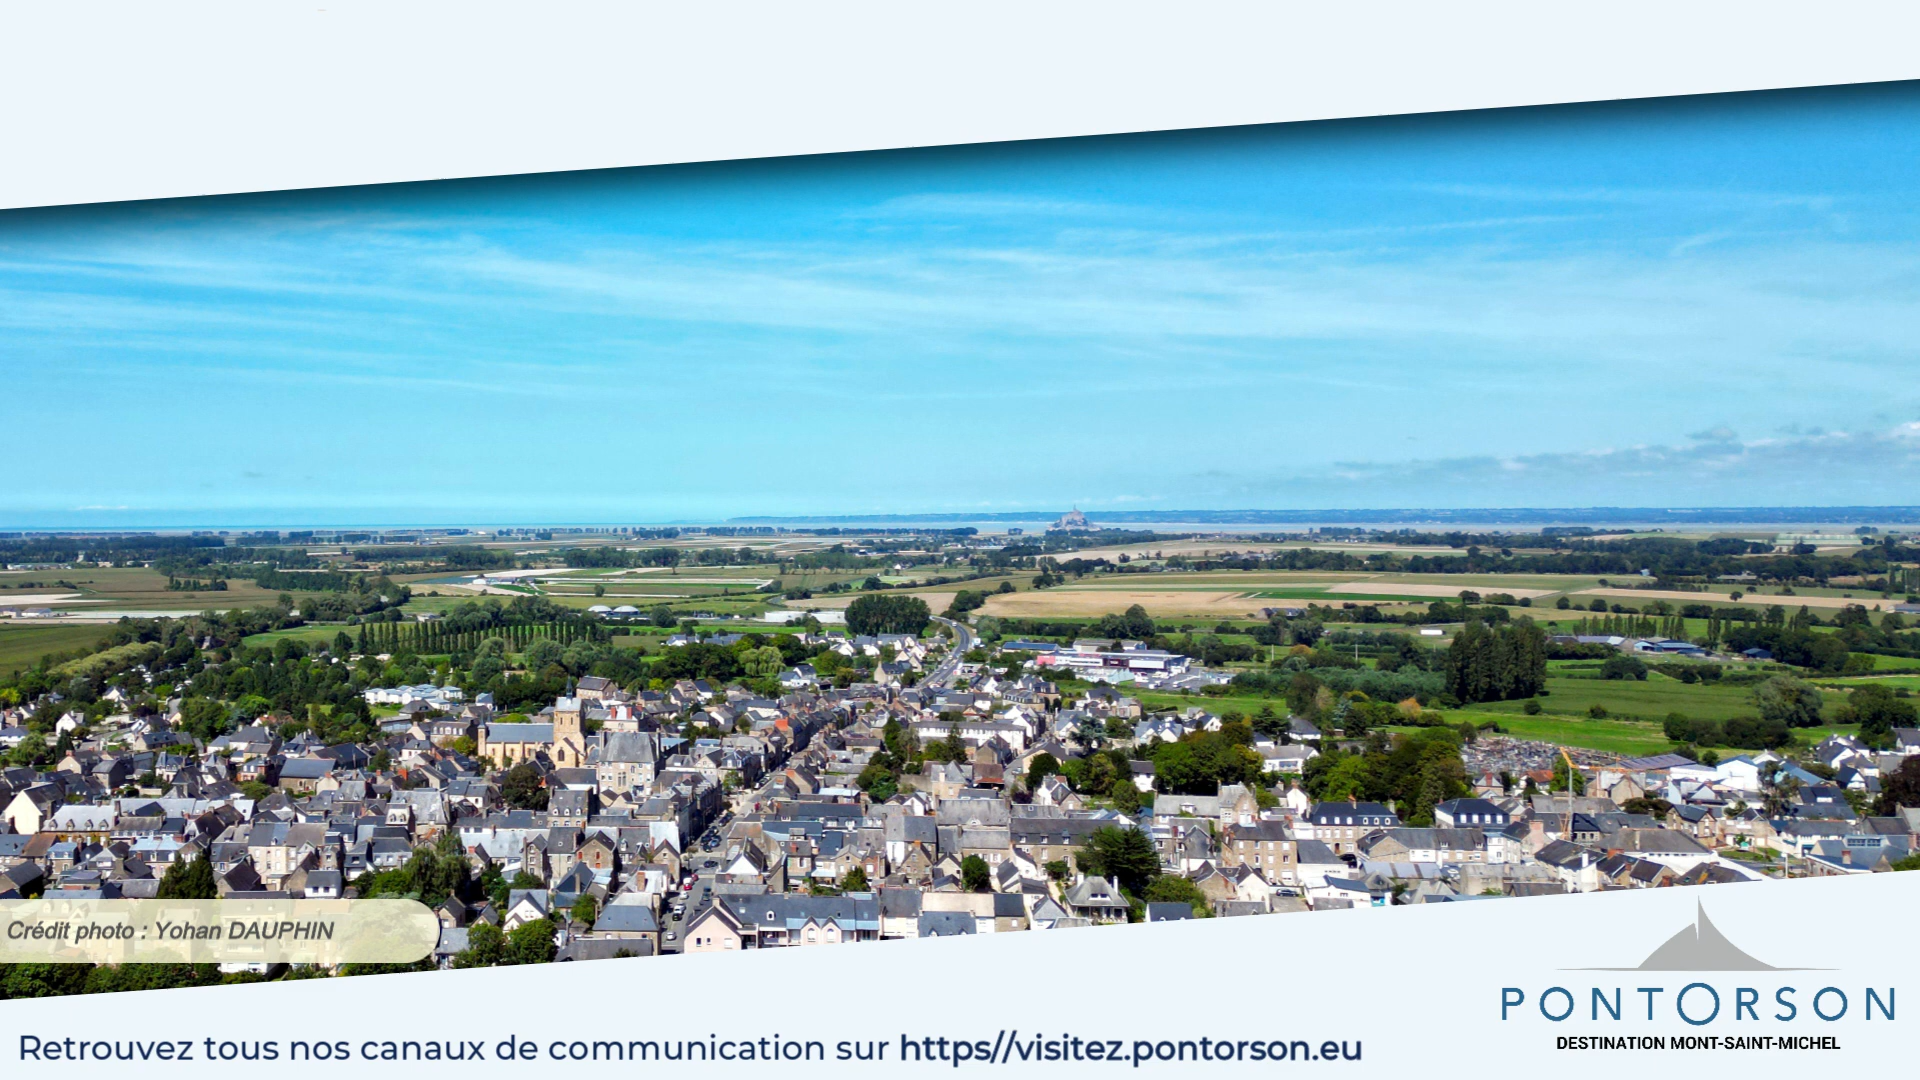 Crédit photo : Yohan DAUPHIN
PONTORSON
DESTINATION MONT-SAINT-MICHEL
Retrouvez tous nos canaux de communication sur https//visitez.pontorson.eu